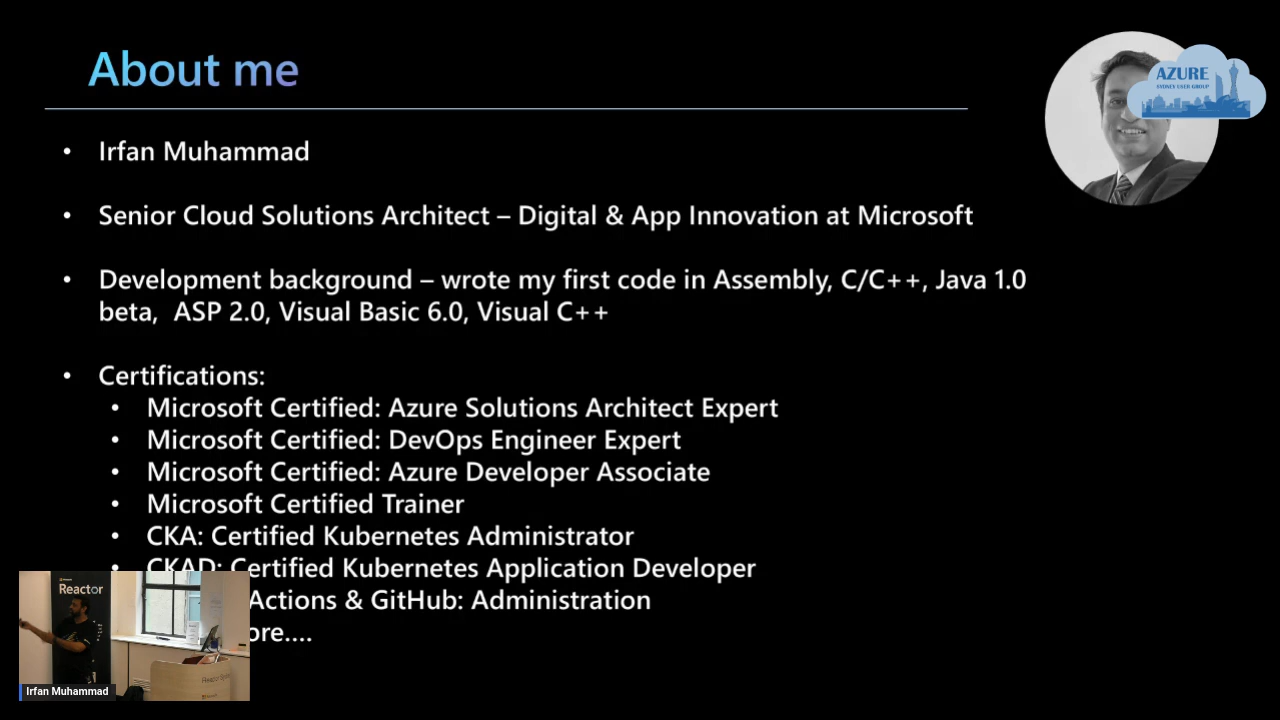 About me
AZURE
SYDNEY USER GROUP
• Irfan Muhammad
• Senior Cloud Solutions Architect – Digital & App Innovation at Microsoft
• Development background – wrote my first code in Assembly, C/C++, Java 1.0
beta, ASP 2.0, Visual Basic 6.0, Visual C++
• Certifications:
• Microsoft Certified: Azure Solutions Architect Expert
• Microsoft Certified: DevOps Engineer Expert
• Microsoft Certified: Azure Developer Associate
• Microsoft Certified Trainer
• CKA: Certified Kubernetes Administrator
• CKAD: Certified Kubernetes Application Developer
Actions & GitHub: Administration
ore....
Reactor
Irfan Muhammad